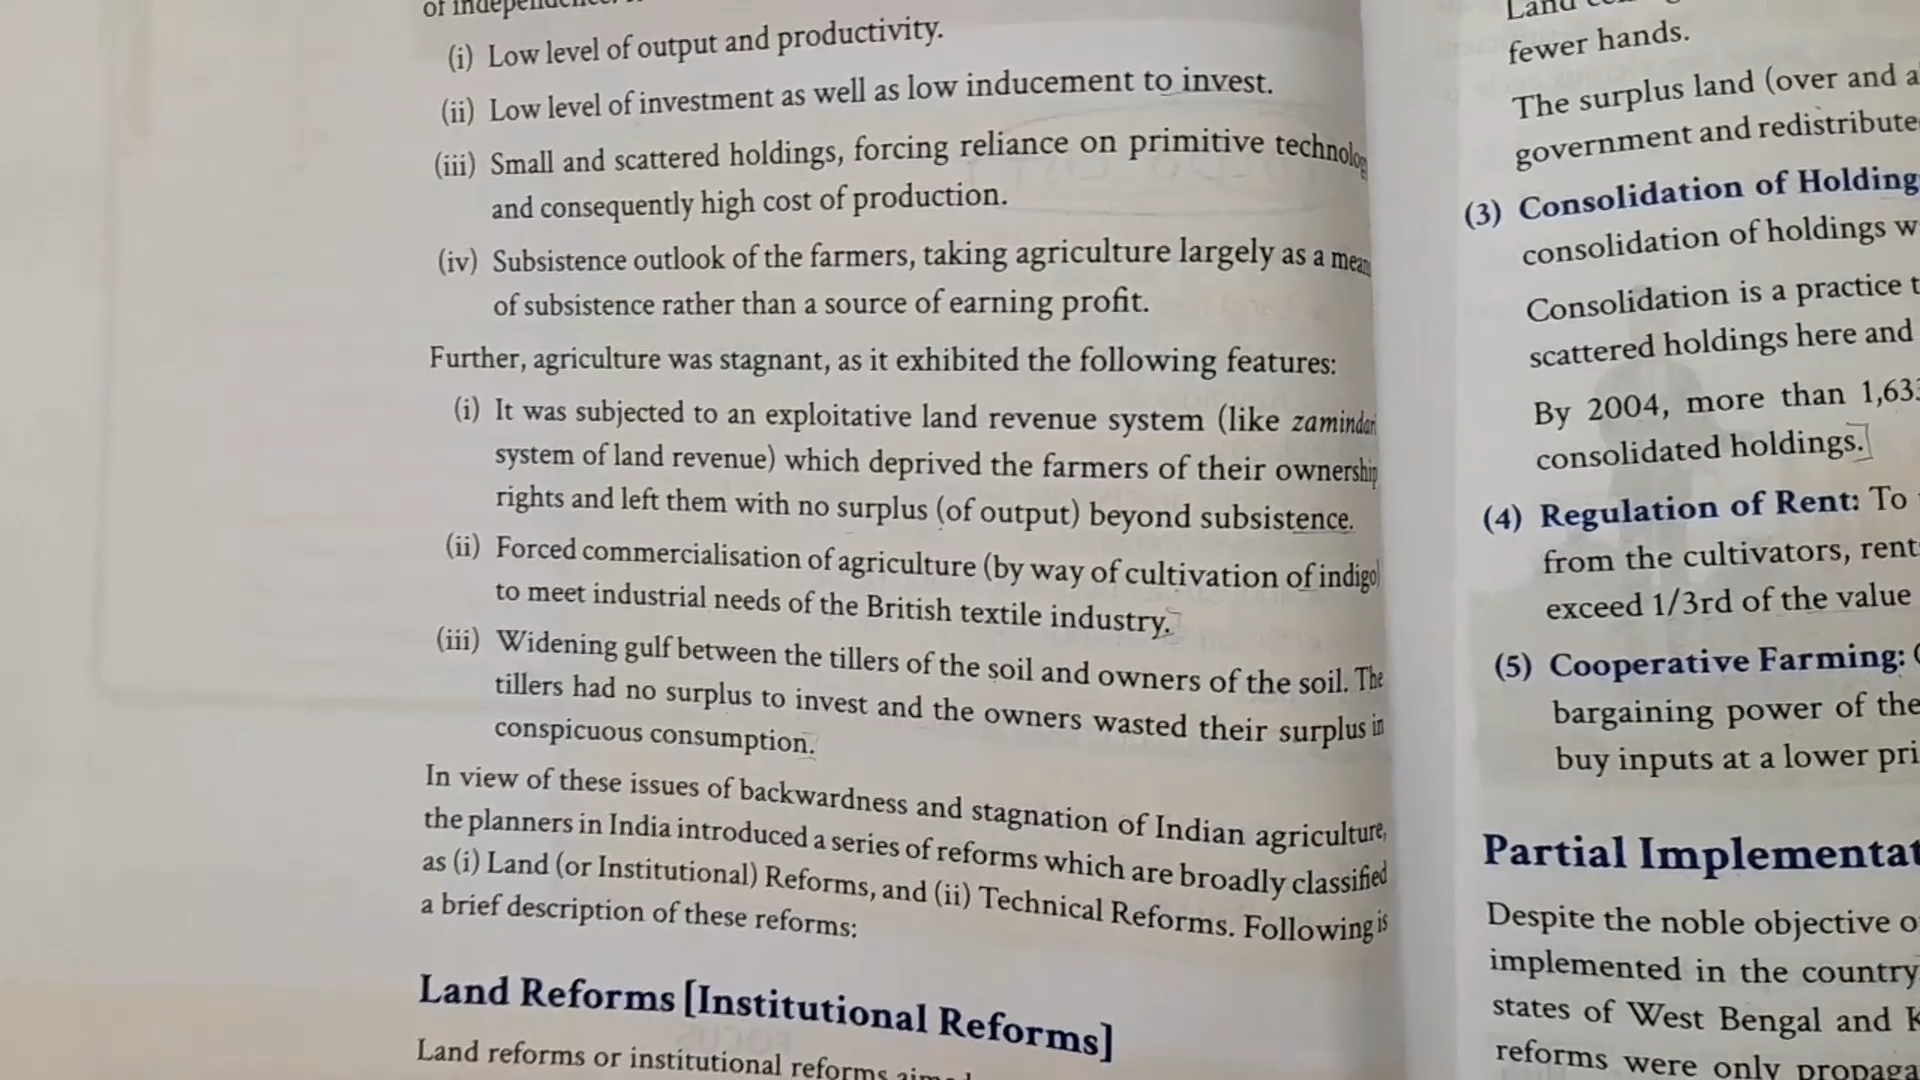 (i) Low level of output and productivity.
(ii) Low level of investment as well as low inducement to invest.
(iii) Small and scattered holdings, forcing reliance on primitive
and consequently high cost of production.
(iv) Subsistence outlook of the farmers, taking agriculture largely as a
of subsistence rather than a source of earning profit.
Further, agriculture was stagnant, as it exhibited the following features:
(i) It was subjected to an exploitative land revenue system (like zamindari
system of land revenue) which deprived the farmers of their ownership
rights and left them with no surplus (of output) beyond subsistence.
(ii) Forced commercialisation of agriculture (by way of cultivation of indigo)
to meet industrial needs of the British textile industry.
(iii) Widening gulf between the tillers of the soil and owners of the soil. The
tillers had no surplus to invest and the owners wasted their surplus in
conspicuous consumption.
In view of these issues of backwardness and stagnation of Indian agriculture,
the planners in India introduced a series of reforms which are broadly classified
as (i) Land (or Institutional) Reforms, and (ii) Technical Reforms. Following is
a brief description of these reforms:
Land Reforms [Institutional Reforms]
Land reforms or institutional reforms
fewer hands.
The surplus land (over and
government and
(3) Consolidation of
consolidation of holdings
Consolidation is a practice
scattered holdings here and
By 2004, more than
consolidated holdings.
(4) Regulation of Rent: To
from the cultivators,
exceed 1/3rd of the value
(5) Cooperative Farming:
bargaining power of the
buy inputs at a lower
Partial
Despite the noble objective
implemented in the country
states of West Bengal and
reforms were only